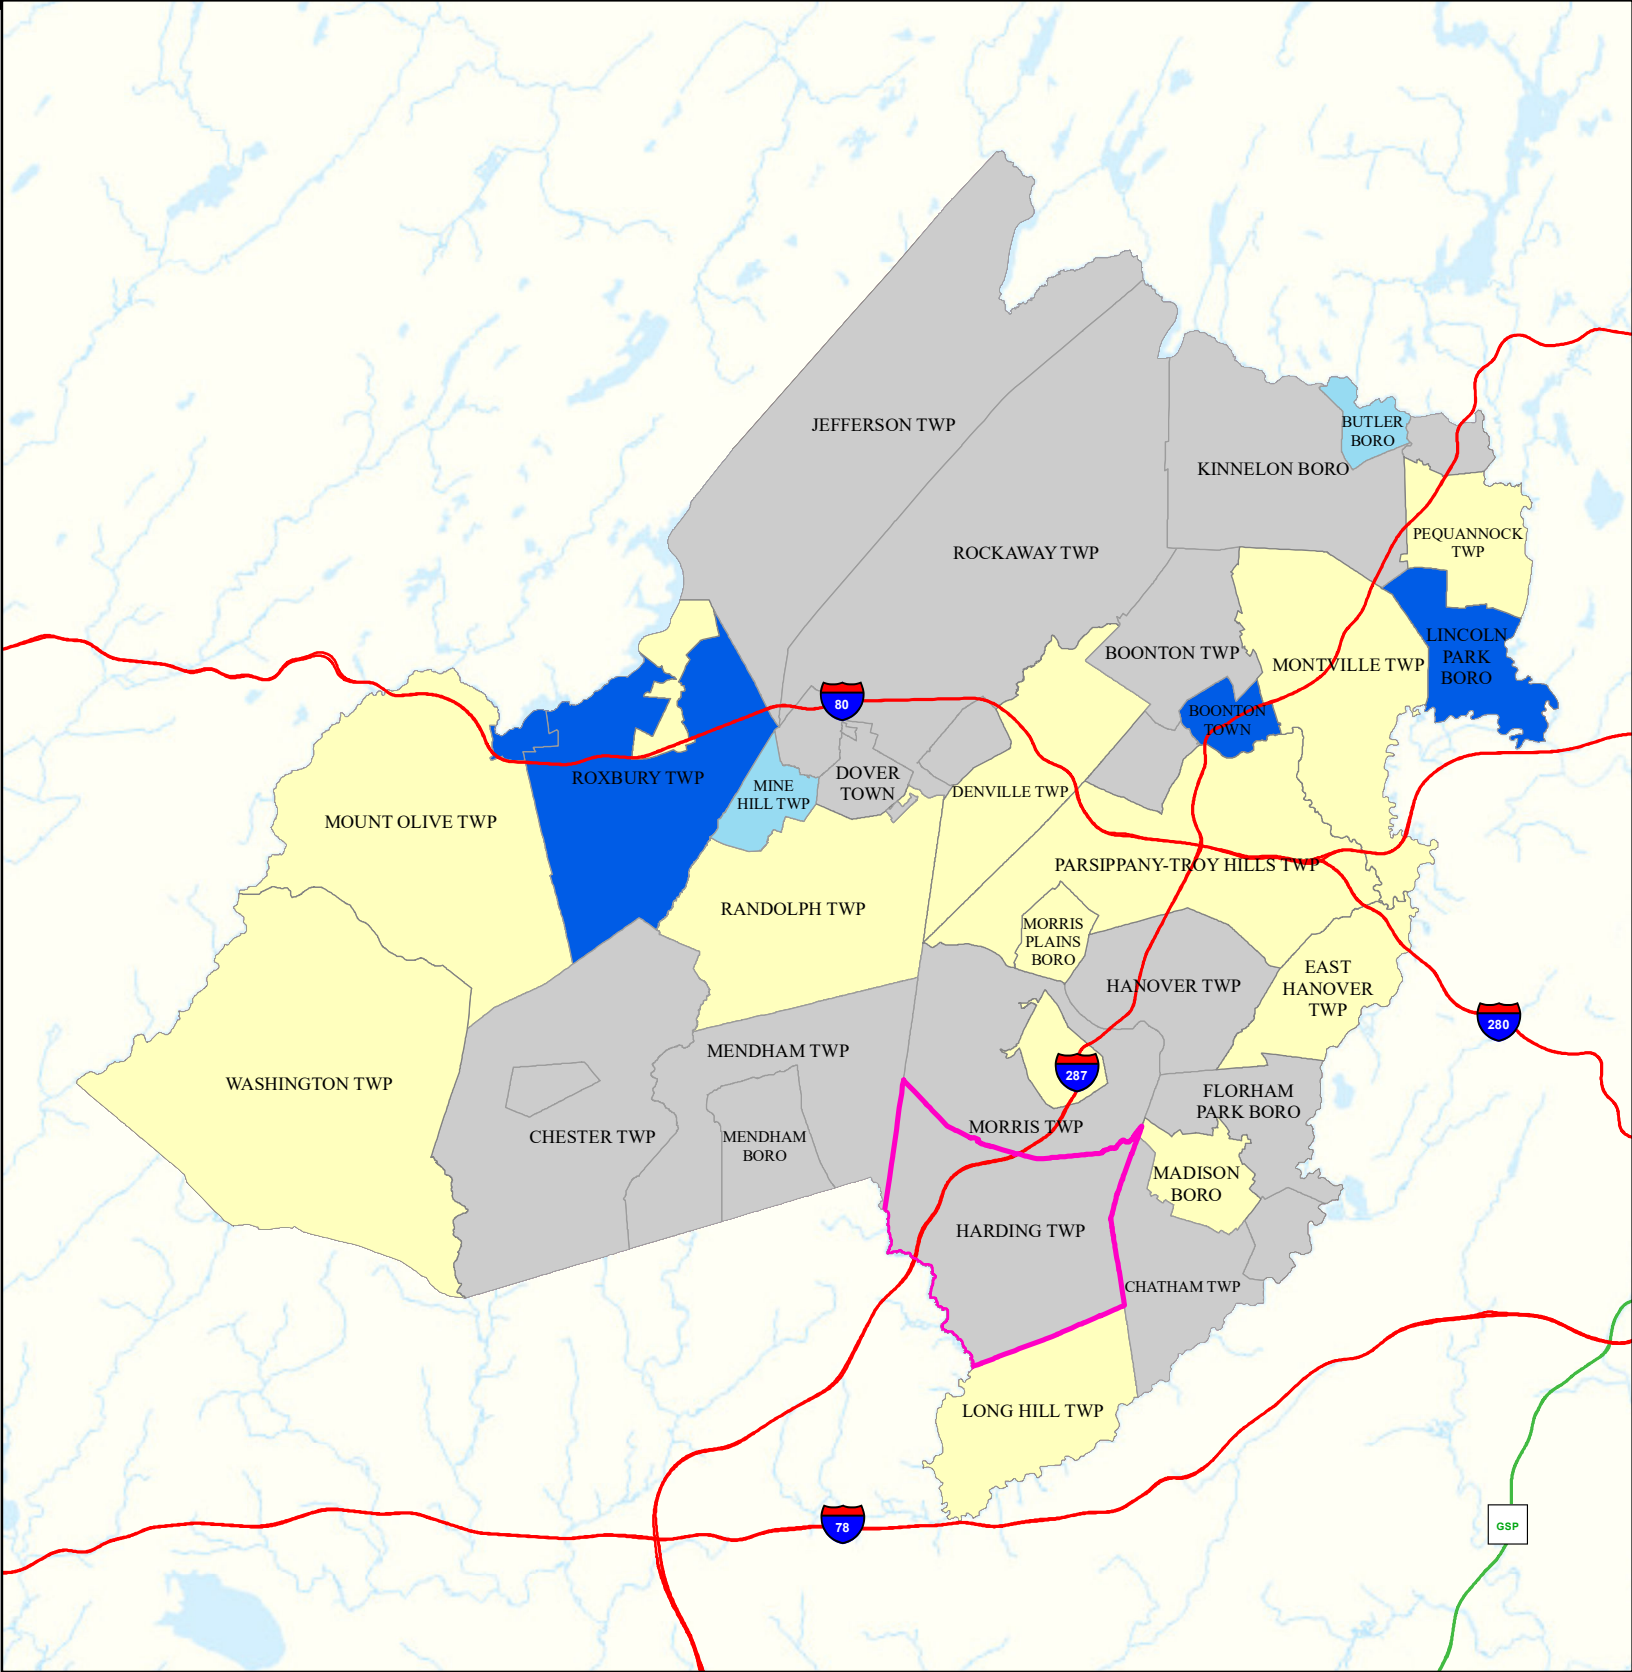 JEFFERSON TWP
BUTLER
BORO
KINNELON BORO
PEQUANNOCK
TWP
ROCKAWAY TWP
LINCOLN
PARK
BORO
BOONTON TWP
MONTVILLE TWP
80
BOONTON
TOWN
ROXBURY TWP
DOVER
TOWN
MINE
HILL TWP
DENVILLE TWP
MOUNT OLIVE TWP
PARSIPPANY-TROY HILLS TWP
RANDOLPH TWP
MORRIS
PLAINS
BORO
EAST
HANOVER
TWP
HANOVER TWP
280
MENDHAM TWP
287
WASHINGTON TWP
FLORHAM
PARK BORO
MORRIS TWP
CHESTER TWP
MENDHAM
BORO
MADISON
BORO
HARDING TWP
CHATHAM TWP
LONG HILL TWP
78
GSP